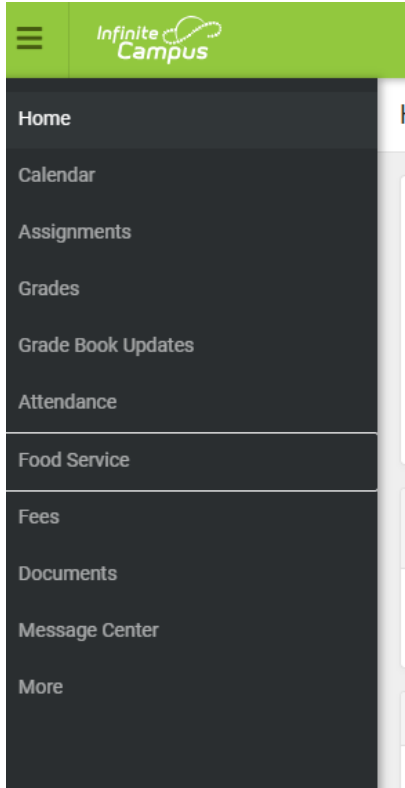 Infinite
Campus
Home
Calendar
Assignments
Grades
Grade Book Updates
Attendance
Food Service
Fees
Documents
Message Center
More